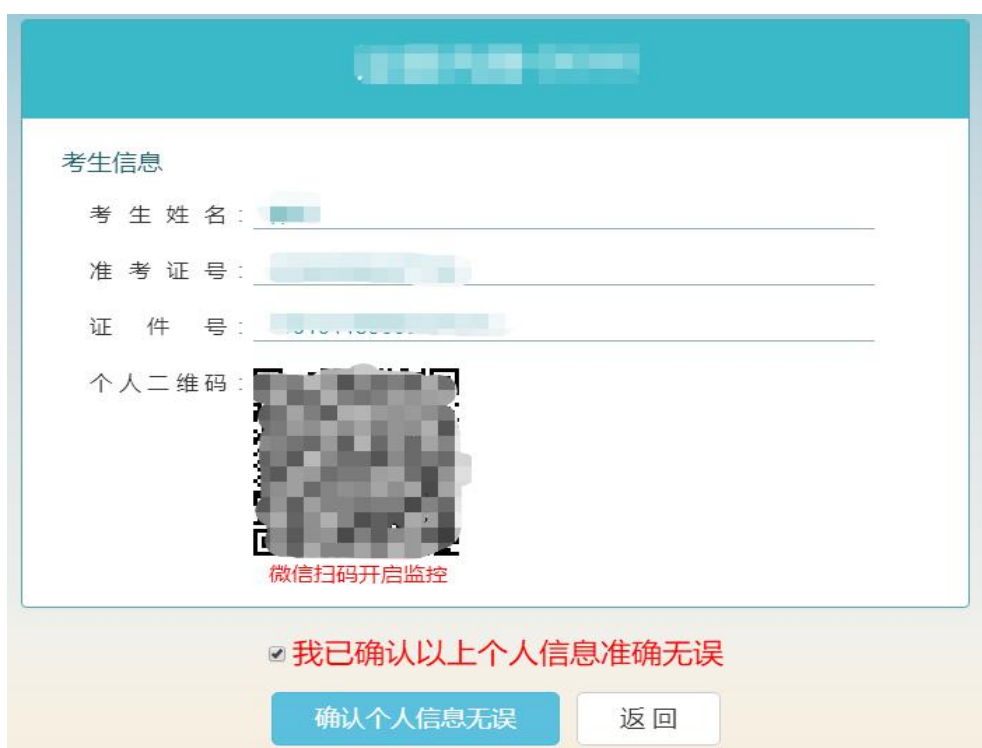 考生信息
考生姓名:
准考证号:
证件号:
个人二维码:
微信扫码开启监控
我已确认以上个人信息准确无误
确认个人信息无误 返回